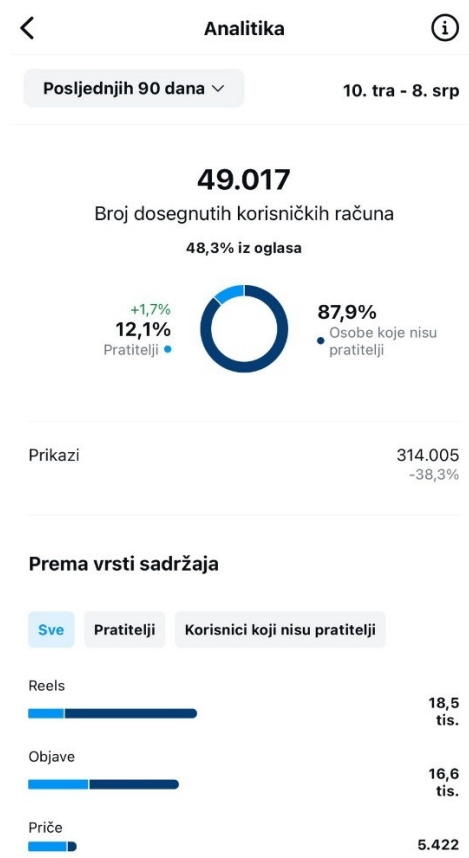 Analitika
Posljednjih 90 dana
10. tra - 8. srp
49.017
Broj dosegnutih korisničkih računa
48,3% iz oglasa
+1,7%
12,1%
Pratitelji
87,9%
Osobe koje nisu
pratitelji
Prikazi
314.005
-38,3%
Prema vrsti sadržaja
Sve
Pratitelji
Korisnici koji nisu pratitelji
Reels
18,5
tis.
Objave
16,6
tis.
Priče
5.422